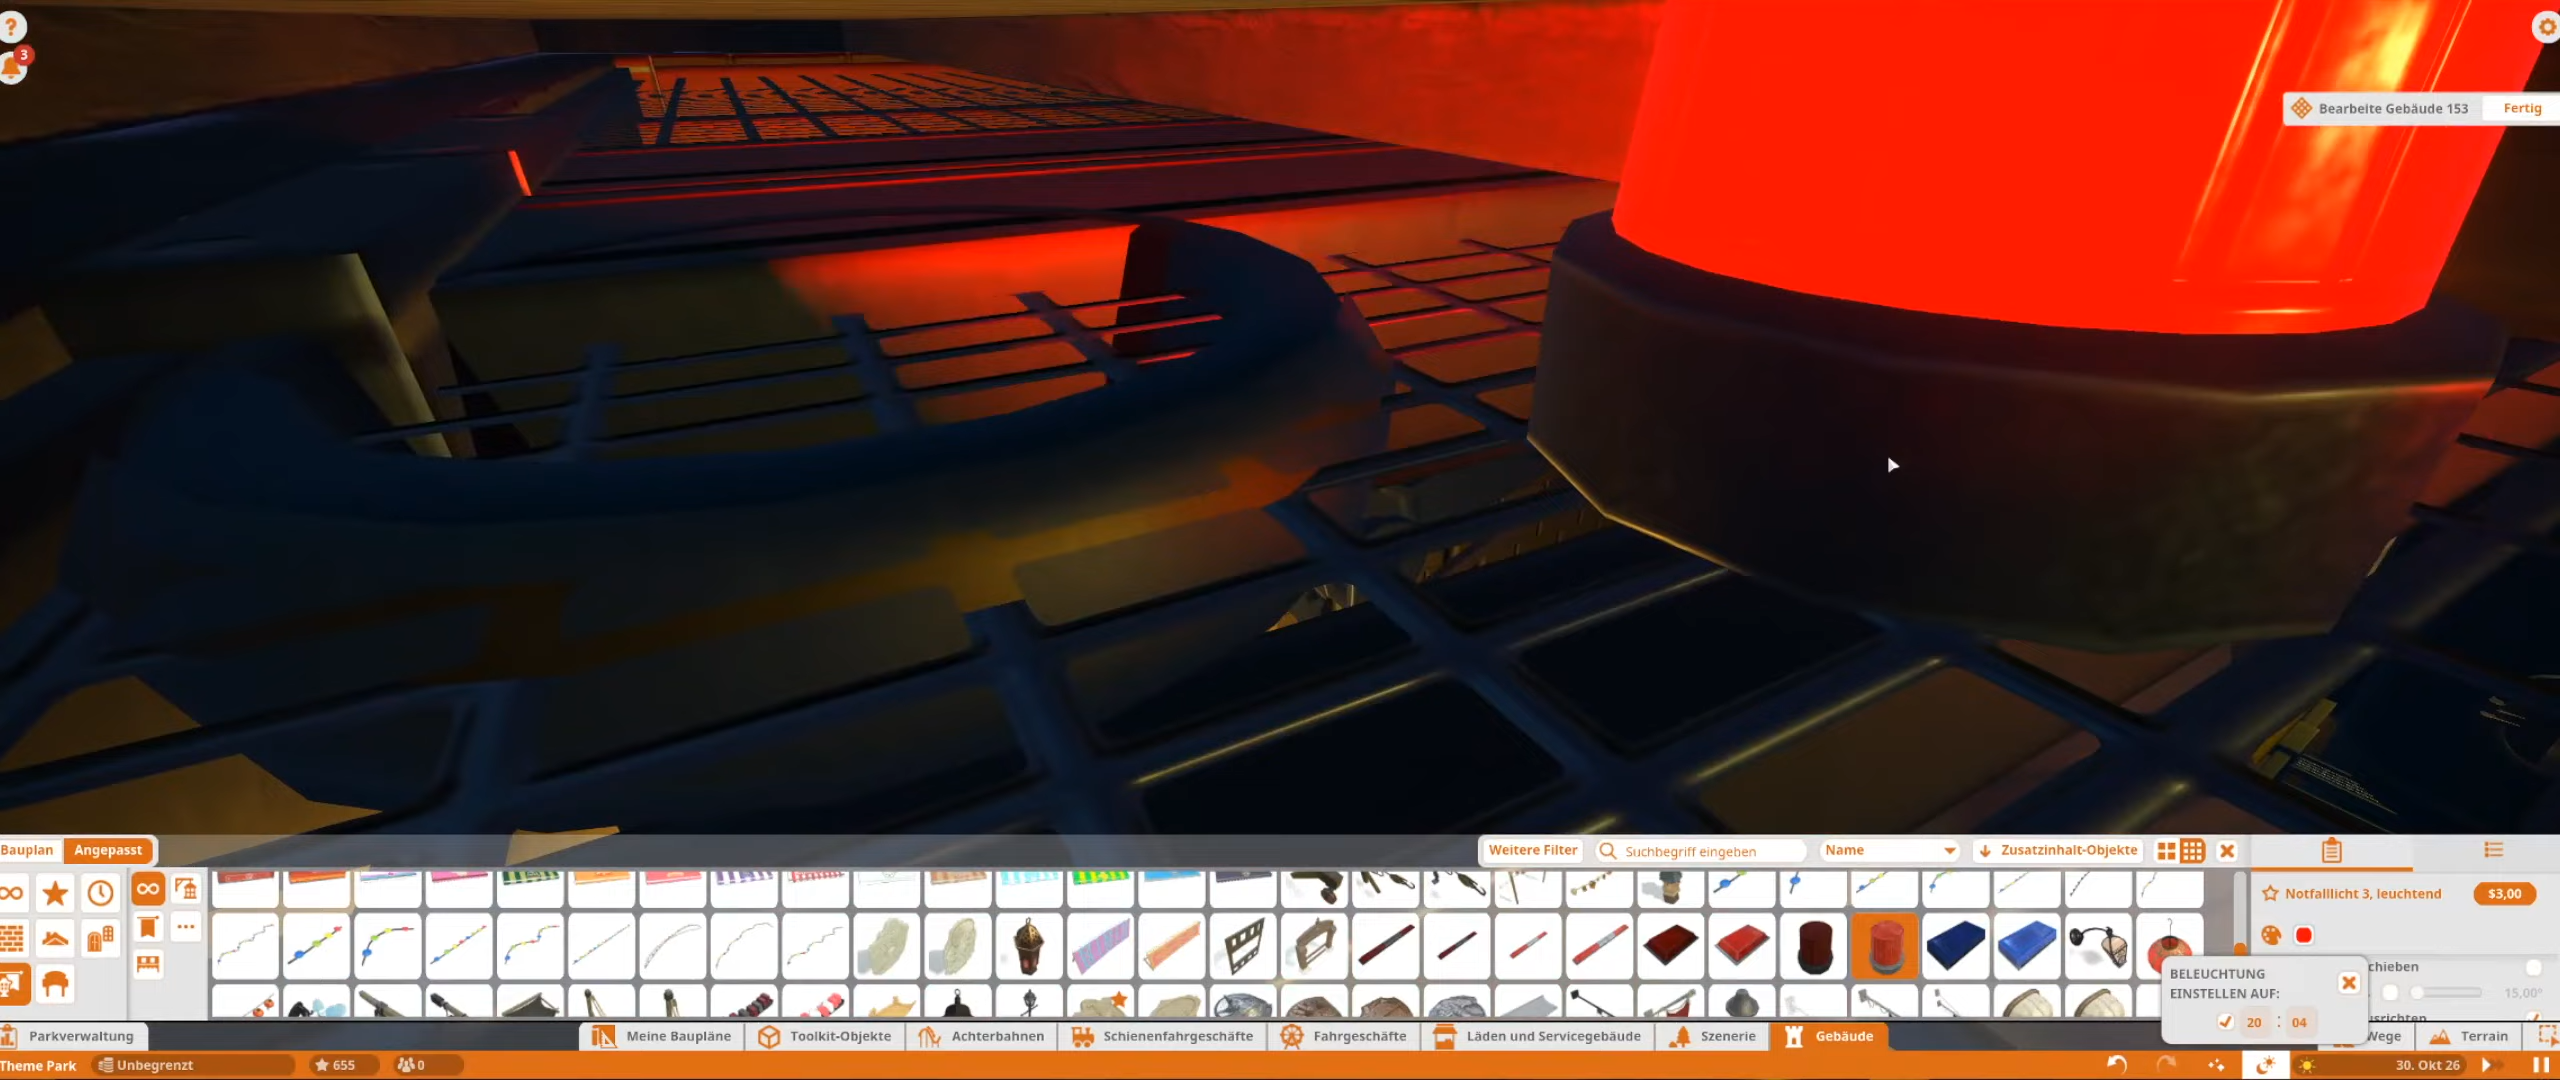 ?
3
Bearbeite Gebäude 153 Fertig
Bauplan Angepasst
Weitere Filter Suchbegriff eingeben Name Zusatzinhalt-Objekte
Notfalllicht 3, leuchtend $3,00
BELEUCHTUNG
EINSTELLEN AUF:
20 : 04
chieben
15,00°
usrichten
Parkverwaltung Meine Baupläne Toolkit-Objekte Achterbahnen Schienenfahrgeschäfte Fahrgeschäfte Läden und Servicegebäude Szenerie Gebäude Wege Terrain
Theme Park Unbegrenzt 655 0 30. Okt 26